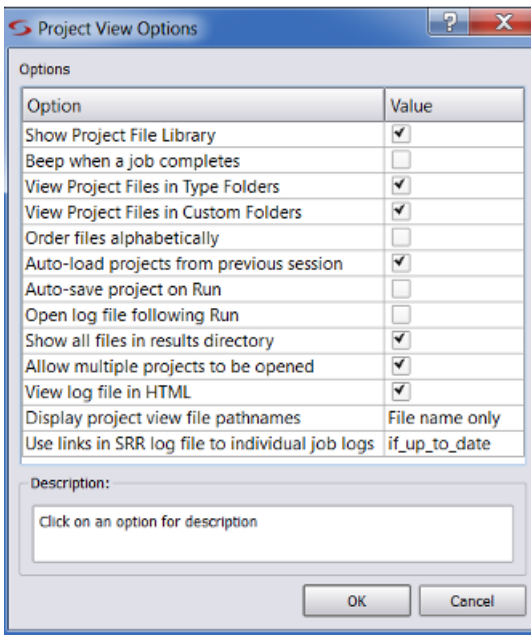 Project View Options
Options
Option Value
Show Project File Library
Beep when a job completes
View Project Files in Type Folders
View Project Files in Custom Folders
Order files alphabetically
Auto-load projects from previous session
Auto-save project on Run
Open log file following Run
Show all files in results directory
Allow multiple projects to be opened
View log file in HTML
Display project view file pathnames File name only
Use links in SRR log file to individual job logs if_up_to_date
Description:
Click on an option for description
OK Cancel